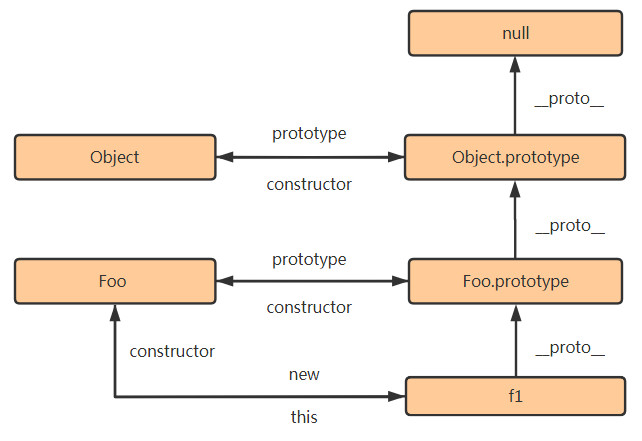 null
__proto__
prototype
Object
Object.prototype
constructor
__proto__
prototype
Foo
Foo.prototype
constructor
constructor
__proto__
new
f1
this